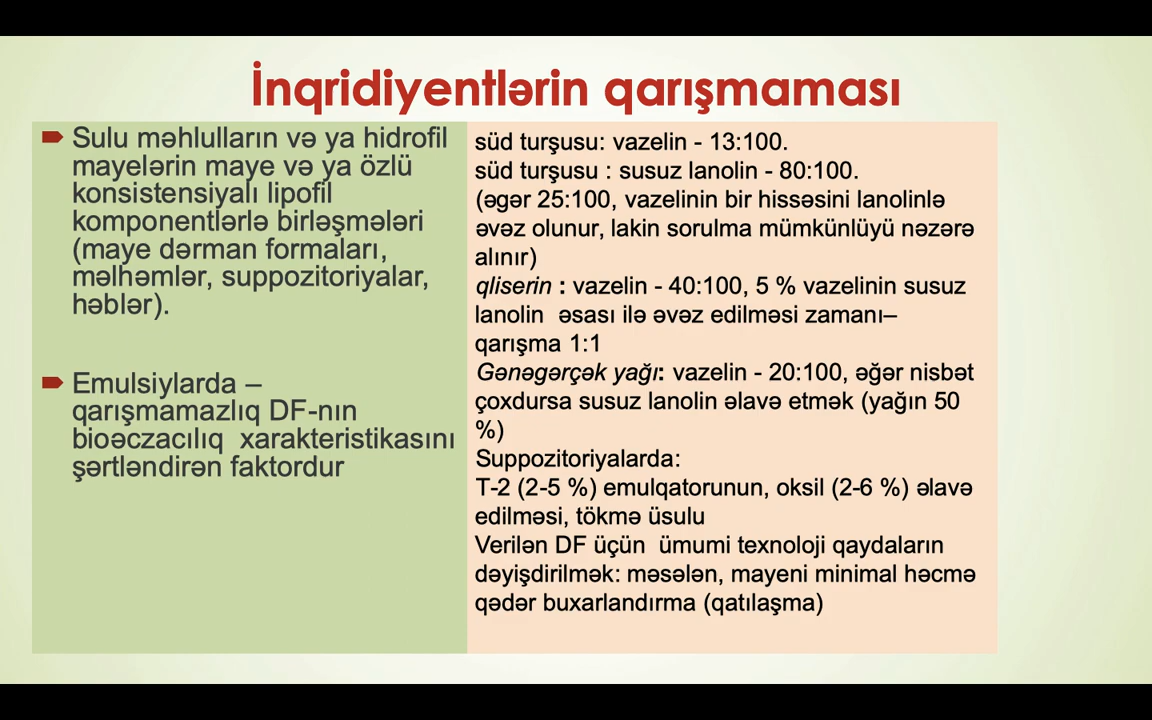 İnqridiyentlərin qarışmaması
Sulu məhlulların və ya hidrofil
mayelərin maye və ya özlü
konsistensiyalı lipofil
komponentlərlə birləşmələri
(maye dərman formaları,
məlhəmlər, suppozitoriyalar,
həblər).
Emulsiylarda –
qarışmamazlıq DF-nın
bioəczacılıq xarakteristikasını
şərtləndirən faktordur
süd turşusu: vazelin - 13:100.
süd turşusu : susuz lanolin - 80:100.
(əgər 25:100, vazelinin bir hissəsini lanolinlə
əvəz olunur, lakin sorulma mümkünlüyü nəzərə
alınır)
qliserin : vazelin - 40:100, 5 % vazelinin susuz
lanolin əsası ilə əvəz edilməsi zamanı–
qarışma 1:1
Gənəgərçək yağı: vazelin - 20:100, əğər nisbət
çoxdursa susuz lanolin əlavə etmək (yağın 50
%)
Suppozitoriyalarda:
T-2 (2-5 %) emulqatorunun, oksil (2-6 %) əlavə
edilməsi, tökmə üsulu
Verilən DF üçün ümumi texnoloji qaydaların
dəyişdirilmək: məsələn, mayeni minimal həcmə
qədər buxarlandırma (qatılaşma)